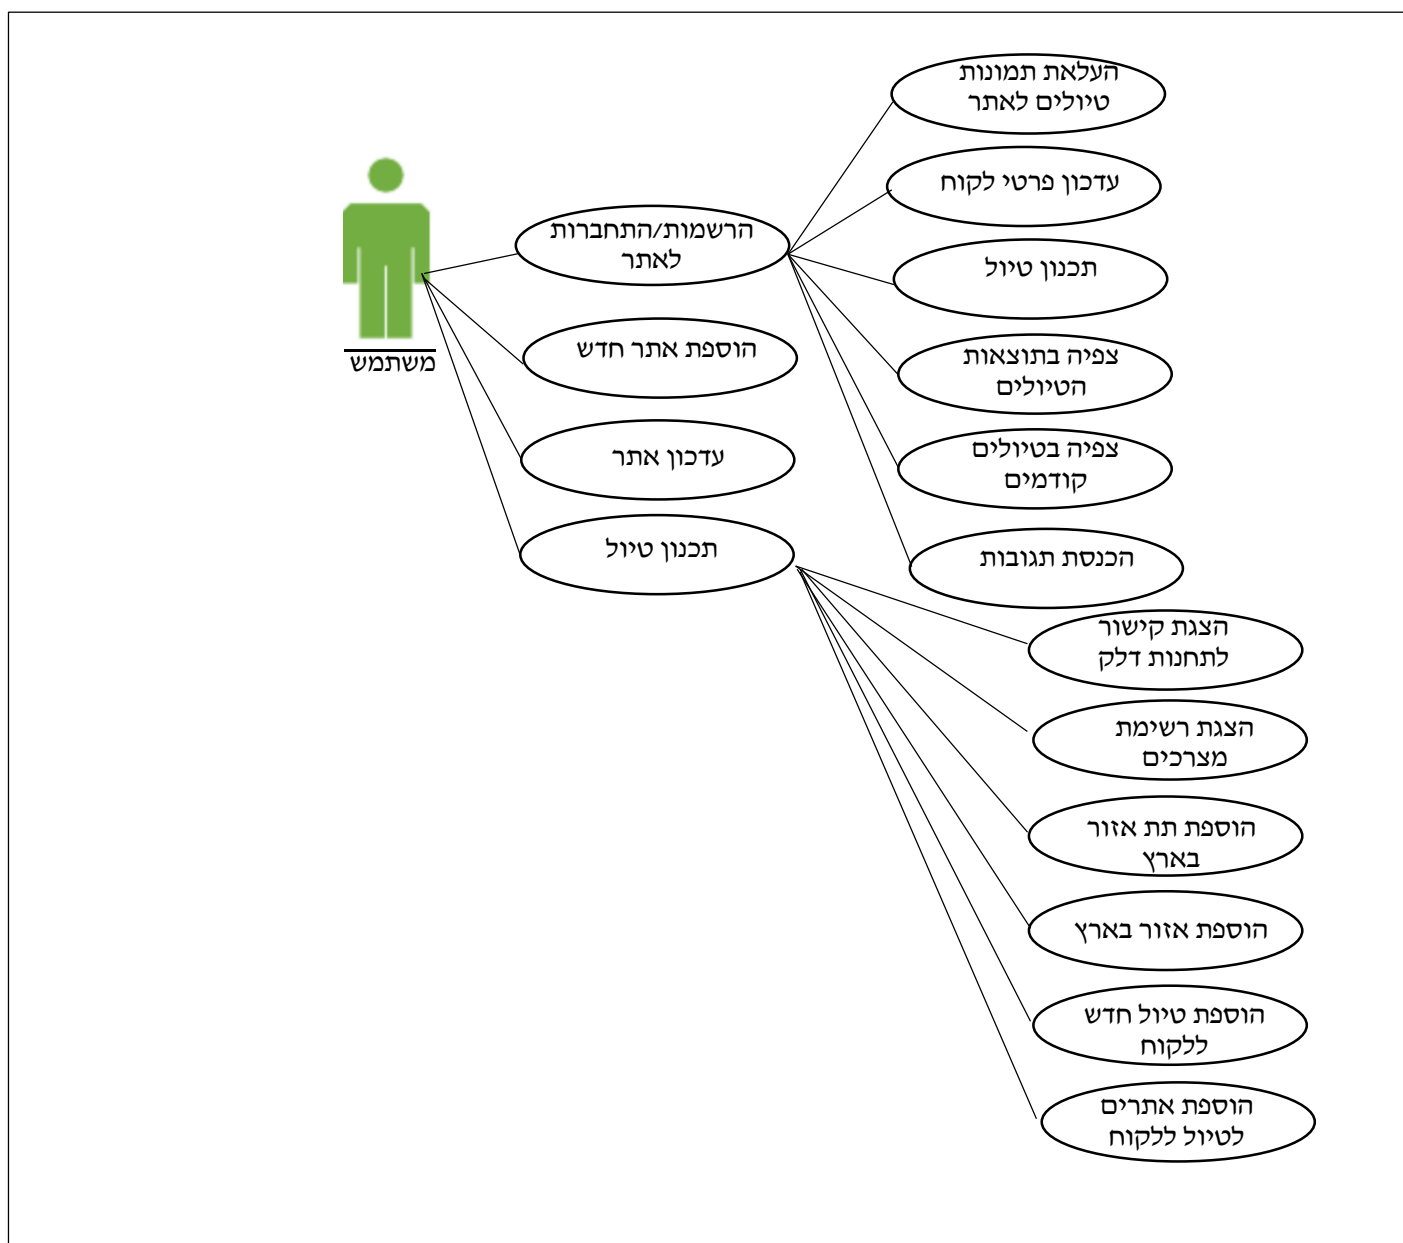 העלאת תמונות
טיולים לאתר
עדכון פרטי לקוח
הרשמות/התחברות
לאתר
תכנון טיול
הוספת אתר חדש
משתמש
צפיה בתוצאות
הטיולים
עדכון אתר
צפיה בטיולים
קודמים
תכנון טיול
הכנסת תגובות
הצגת קישור
לתחנות דלק
הצגת רשימת
מצרכים
הוספת תת אזור
בארץ
הוספת אזור בארץ
הוספת טיול חדש
ללקוח
הוספת אתרים
לטיול ללקוח